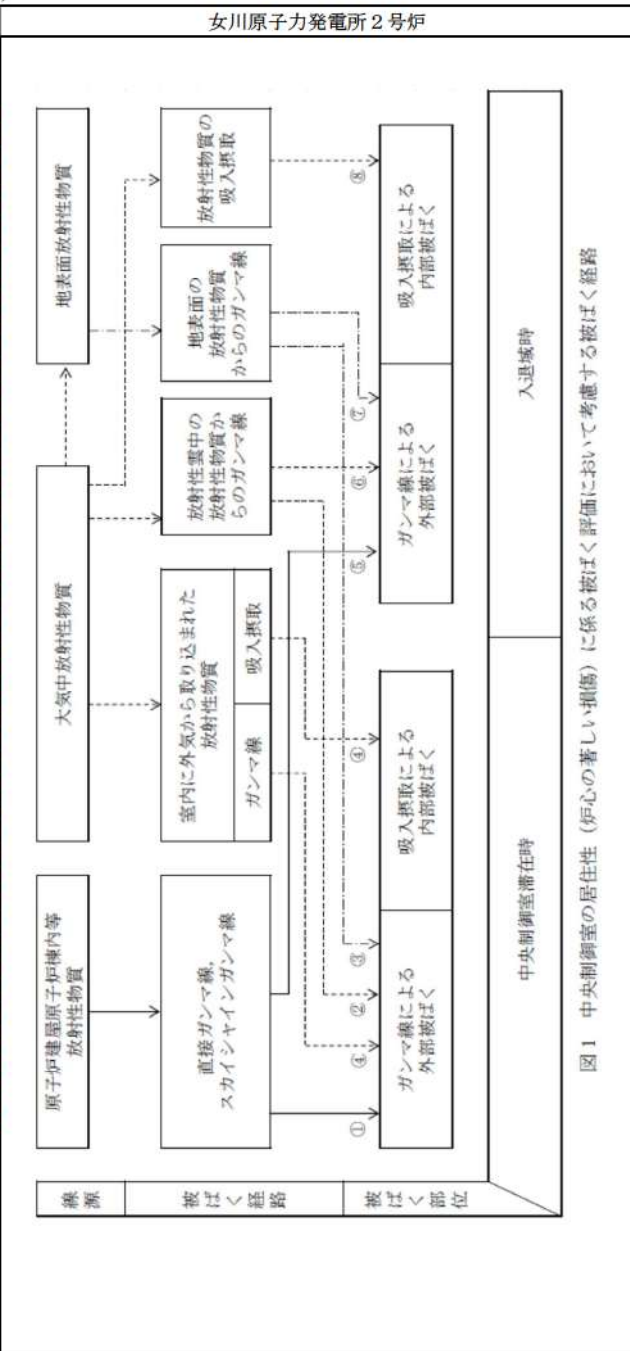 女川原子力発電所２号炉
線源
原子炉建屋原子炉棟内等
放射性物質
大気中放射性物質
地表面放射性物質
被ばく経路
直接ガンマ線，
スカイシャインガンマ線
室内に外気から取り込まれた
放射性物質
ガンマ線
吸入摂取
放射性雲中の
放射性物質か
らのガンマ線
地表面の
放射性物質
からのガンマ線
放射性物質の
吸入摂取
①
④
②
③
④
⑤
⑥
⑦
⑧
被ばく部位
ガンマ線による
外部被ばく
吸入摂取による
内部被ばく
ガンマ線による
外部被ばく
吸入摂取による
内部被ばく
中央制御室滞在時
入退域時
図１　中央制御室の居住性（炉心の著しい損傷）に係る被ばく評価において考慮する被ばく経路